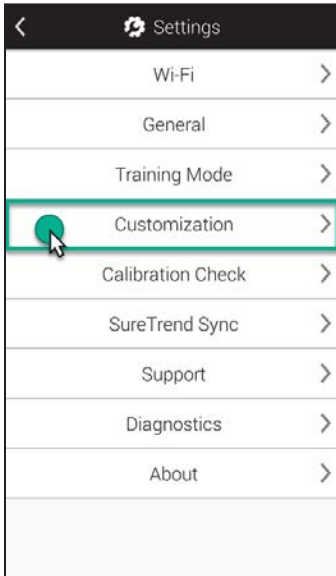 Settings
Wi-Fi
General
Training Mode
Customization
Calibration Check
SureTrend Sync
Support
Diagnostics
About